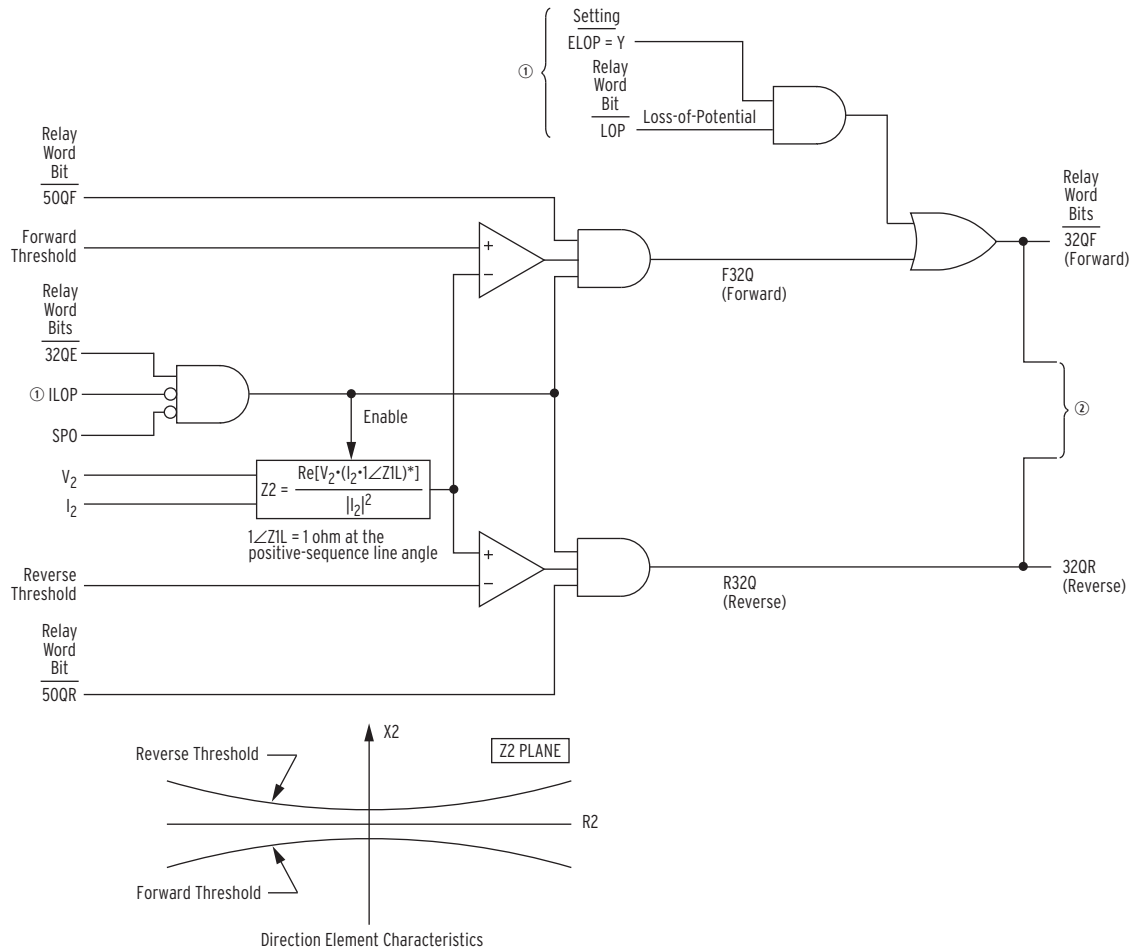 Setting
ELOP = Y
①
Relay
Word
Bit
LOP
Loss-of-Potential
Relay
Word
Bit
50QF
Forward
Threshold
+
−
F32Q
(Forward)
Relay
Word
Bits
32QF
(Forward)
Relay
Word
Bits
32QE
① ILOP
SPO
Enable
②
V2
I2
Z2 = Re[V2•(I2•1∠Z1L)*] / |I2|²
1∠Z1L = 1 ohm at the
positive-sequence line angle
+
−
Reverse
Threshold
R32Q
(Reverse)
32QR
(Reverse)
Relay
Word
Bit
50QR
X2
Z2 PLANE
Reverse Threshold
R2
Forward Threshold
Direction Element Characteristics